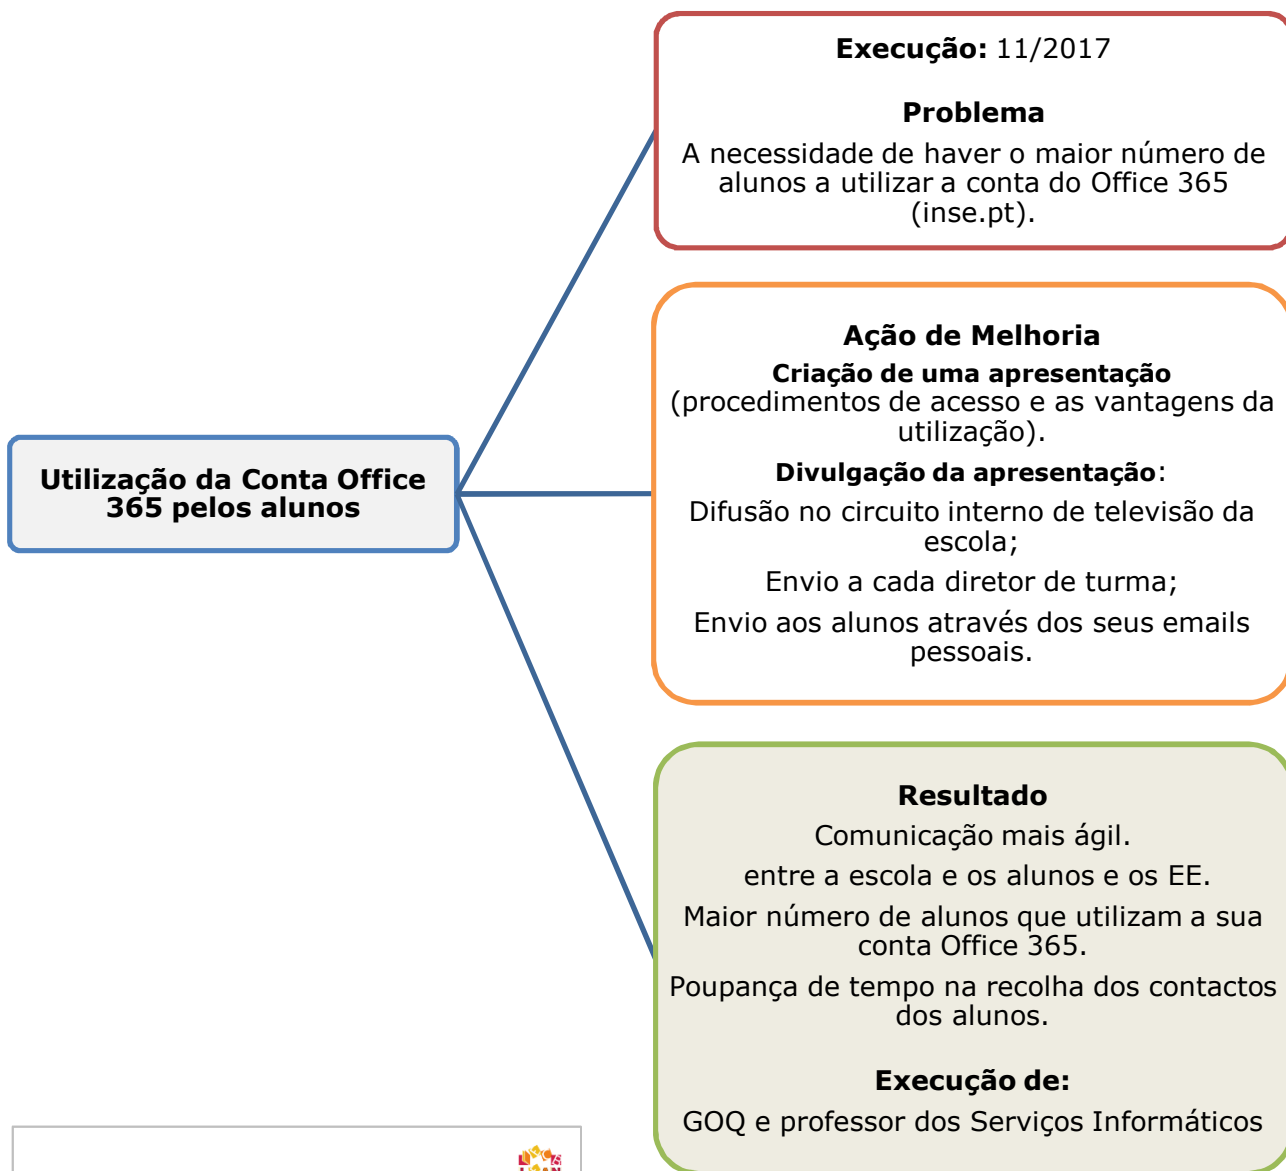 Execução: 11/2017
Problema
A necessidade de haver o maior número de
alunos a utilizar a conta do Office 365
(inse.pt).
Ação de Melhoria
Criação de uma apresentação
(procedimentos de acesso e as vantagens da
utilização).
Divulgação da apresentação:
Difusão no circuito interno de televisão da
escola;
Envio a cada diretor de turma;
Envio aos alunos através dos seus emails
pessoais.
Utilização da Conta Office
365 pelos alunos
Resultado
Comunicação mais ágil.
entre a escola e os alunos e os EE.
Maior número de alunos que utilizam a sua
conta Office 365.
Poupança de tempo na recolha dos contactos
dos alunos.
Execução de:
GOQ e professor dos Serviços Informáticos